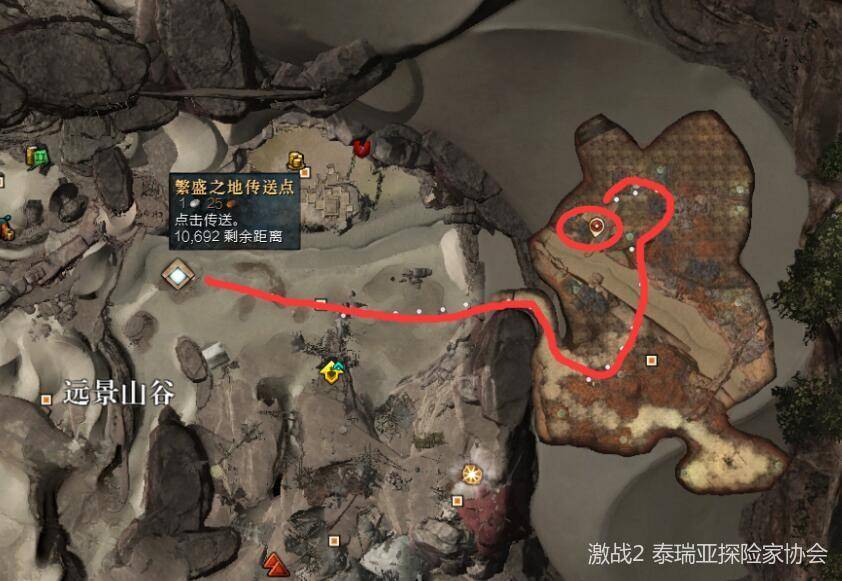 繁盛之地传送点
1 25
点击传送。
10,692 剩余距离
远景山谷
激战2 泰瑞亚探险家协会